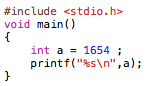 #include <stdio.h>
void main()
{
    int a = 1654 ;
    printf("%s\n",a);
}